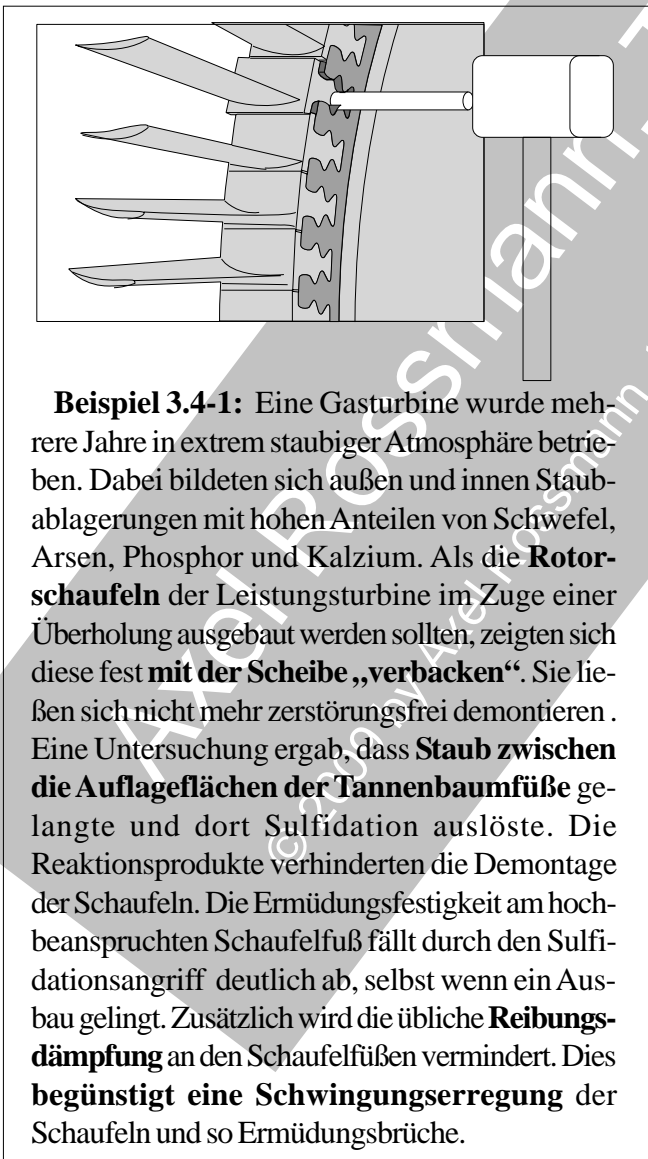 Beispiel 3.4-1: Eine Gasturbine wurde meh-
rere Jahre in extrem staubiger Atmosphäre betrie-
ben. Dabei bildeten sich außen und innen Staub-
ablagerungen mit hohen Anteilen von Schwefel,
Arsen, Phosphor und Kalzium. Als die Rotor-
schaufeln der Leistungsturbine im Zuge einer
Überholung ausgebaut werden sollten, zeigten sich
diese fest mit der Scheibe „verbacken“. Sie lie-
ßen sich nicht mehr zerstörungsfrei demontieren .
Eine Untersuchung ergab, dass Staub zwischen
die Auflageflächen der Tannenbaumfüße ge-
langte und dort Sulfidation auslöste. Die
Reaktionsprodukte verhinderten die Demontage
der Schaufeln. Die Ermüdungsfestigkeit am hoch-
beanspruchten Schaufelfuß fällt durch den Sulfi-
dationsangriff deutlich ab, selbst wenn ein Aus-
bau gelingt. Zusätzlich wird die übliche Reibungs-
dämpfung an den Schaufelfüßen vermindert. Dies
begünstigt eine Schwingungserregung der
Schaufeln und so Ermüdungsbrüche.
Axel Rossmann
© 2009 by Axel Rossmann